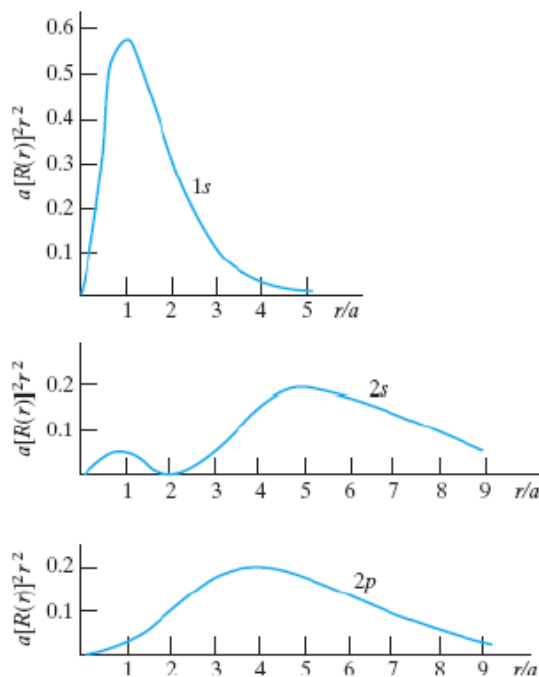 0.6
0.5
0.4
0.3
0.2
0.1
a[R(r)]²r²
1s
1 2 3 4 5 r/a
0.2
0.1
a[R(r)]²r²
2s
1 2 3 4 5 6 7 8 9 r/a
0.2
0.1
a[R(r)]²r²
2p
1 2 3 4 5 6 7 8 9 r/a